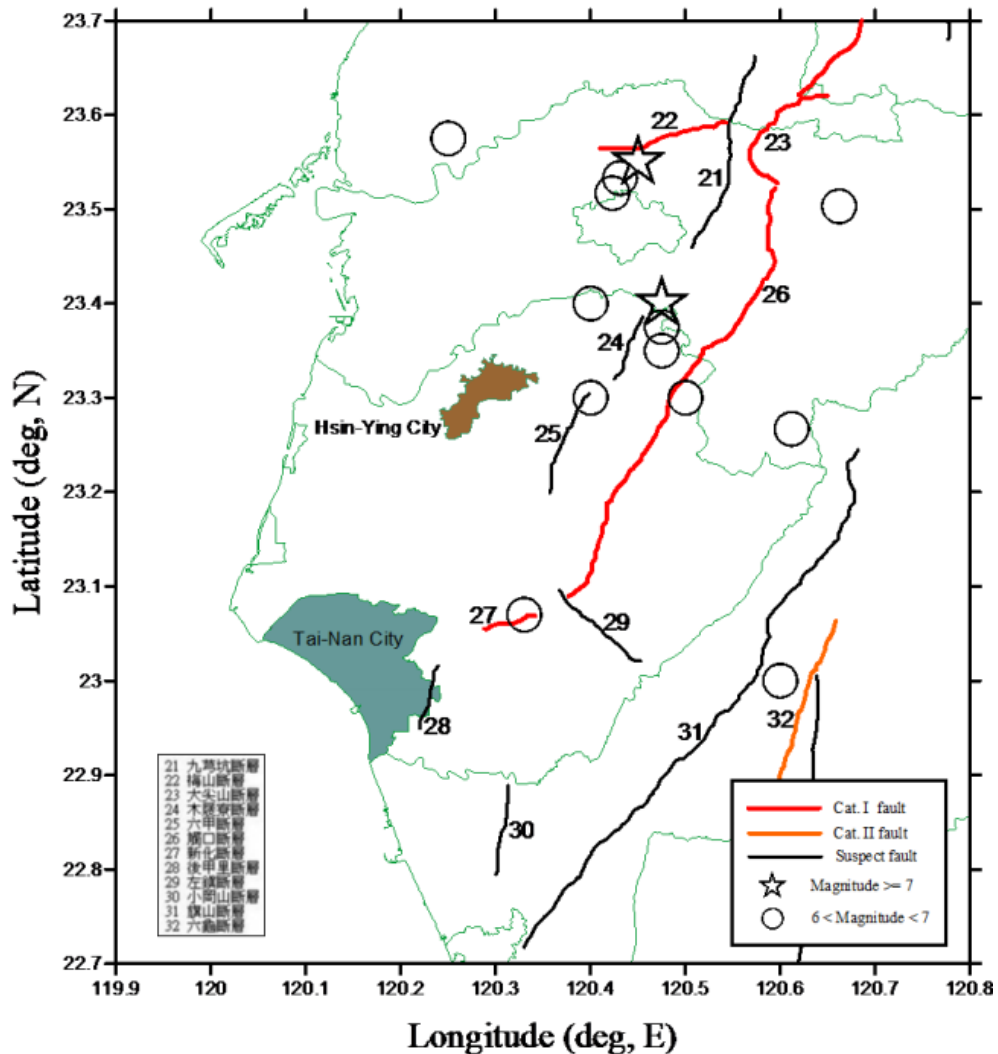 23.7
23.6
23.5
23.4
23.3
23.2
23.1
23
22.9
22.8
22.7
Latitude (deg, N)
22
23
21
26
24
Hsin-Ying City
25
27
29
Tai-Nan City
28
31
32
30
21 九芎坑斷層
22 梅山斷層
23 大尖山斷層
24 木屐寮斷層
25 六甲斷層
26 觸口斷層
27 新化斷層
28 後甲里斷層
29 左鎮斷層
30 小岡山斷層
31 旗山斷層
32 六龜斷層
Cat. I fault
Cat. II fault
Suspect fault
Magnitude >= 7
6 < Magnitude < 7
119.9 120 120.1 120.2 120.3 120.4 120.5 120.6 120.7 120.8
Longitude (deg, E)